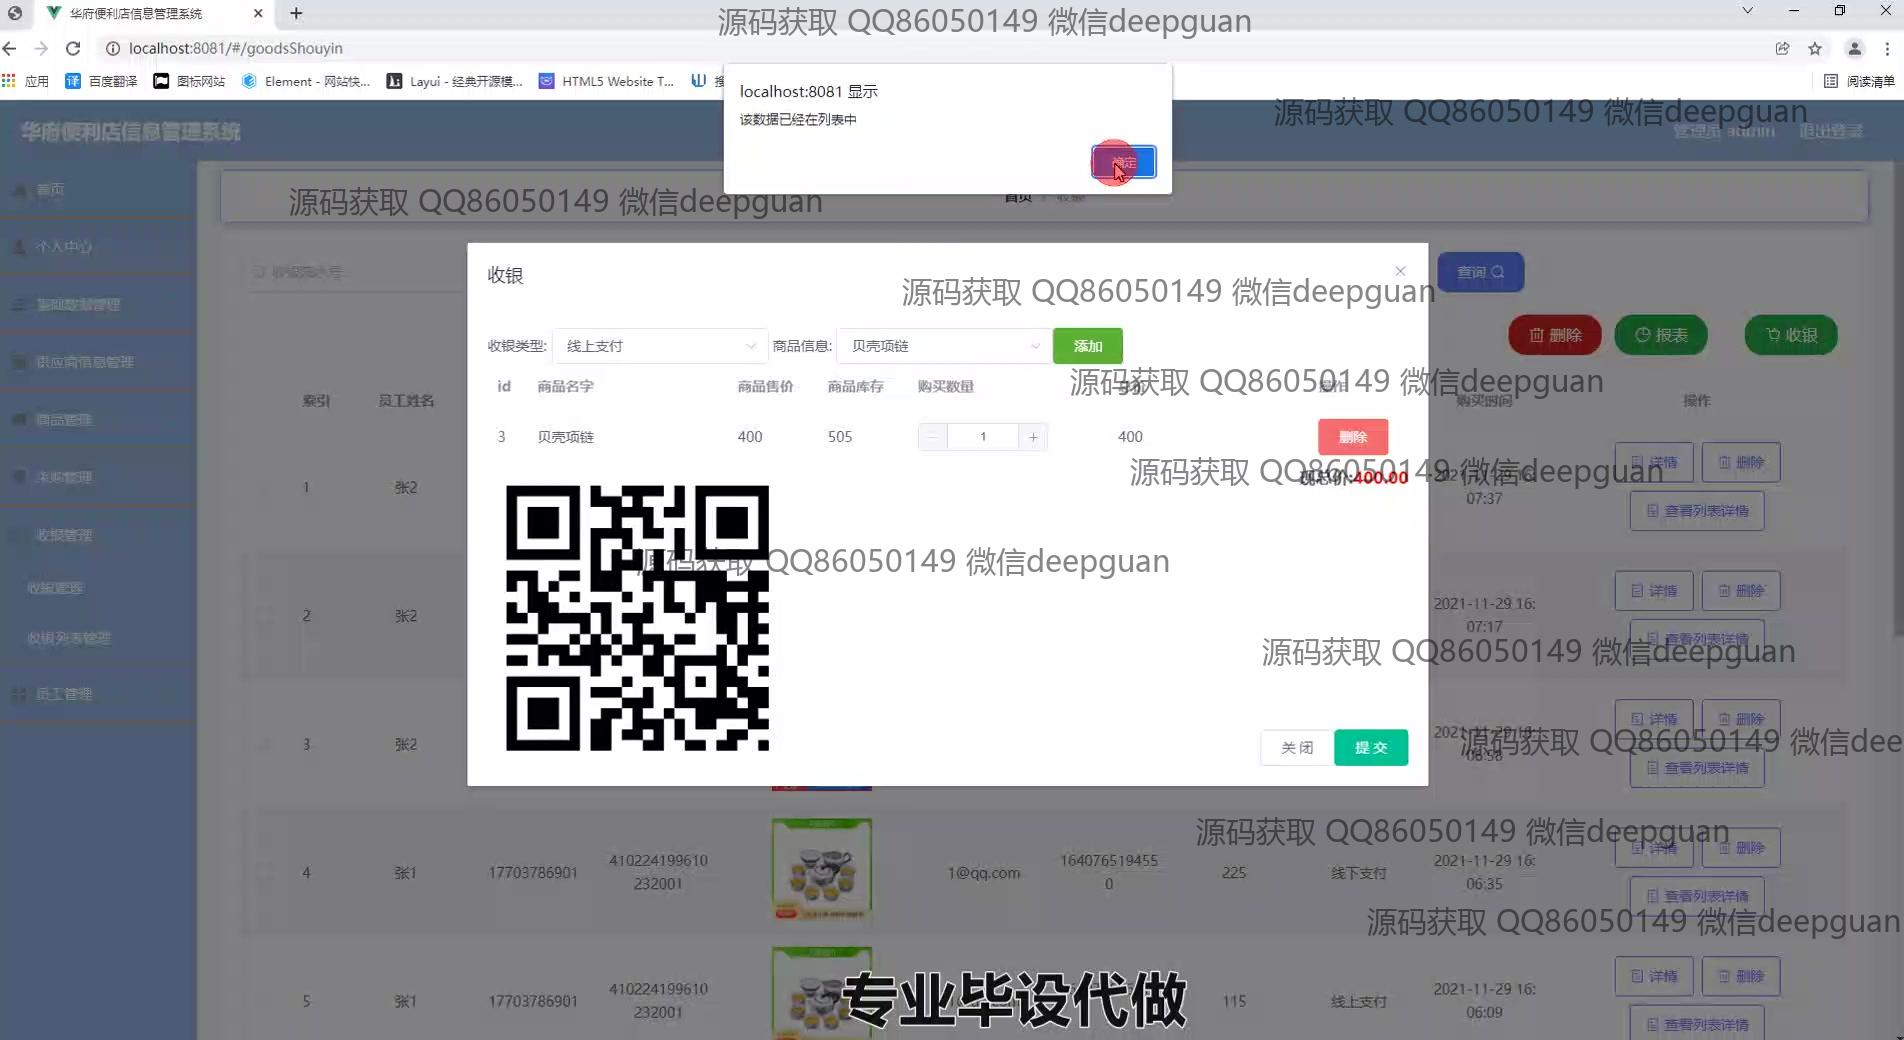 华府便利店信息管理系统
源码获取 QQ86050149 微信deepguan
localhost:8081/#/goodsShouyin
应用 百度翻译 图标网站 Element - 网站快... Layui - 经典开源模... HTML5 Website T... 搜 阅读清单
localhost:8081 显示
该数据已经在列表中
确定
源码获取 QQ86050149 微信deepguan
华府便利店信息管理系统 管理员 admin 退出登录
首页
源码获取 QQ86050149 微信deepguan
首页 / 收银
个人中心
基础数据管理
供应商信息管理
商品管理
采购管理
收银管理
收银管理
收银列表管理
员工管理
查询
删除 报表 收银
收银
源码获取 QQ86050149 微信deepguan
收银类型: 线上支付 商品信息: 贝壳项链 添加
id 商品名字 商品售价 商品库存 购买数量 操作
源码获取 QQ86050149 微信deepguan
3 贝壳项链 400 505 - 1 + 400 删除
现总价:400.00
源码获取 QQ86050149 微信deepguan
源码获取 QQ86050149 微信deepguan
源码获取 QQ86050149 微信deepguan
关闭 提交
源码获取 QQ86050149 微信dee
索引 员工姓名 购买时间 操作
1 张2 07:37 详情 删除
查看列表详情
2 张2 2021-11-29 16:07:17 详情 删除
查看列表详情
3 张2 2021-11-29 16:06:58 详情 删除
查看列表详情
源码获取 QQ86050149 微信deepguan
4 张1 17703786901 410224199610232001 1@qq.com 1640765194550 225 线下支付 2021-11-29 16:06:35 详情 删除
查看列表详情
源码获取 QQ86050149 微信deepguan
5 张1 17703786901 410224199610232001 115 线上支付 2021-11-29 16:06:09 详情 删除
查看列表详情
专业毕设代做